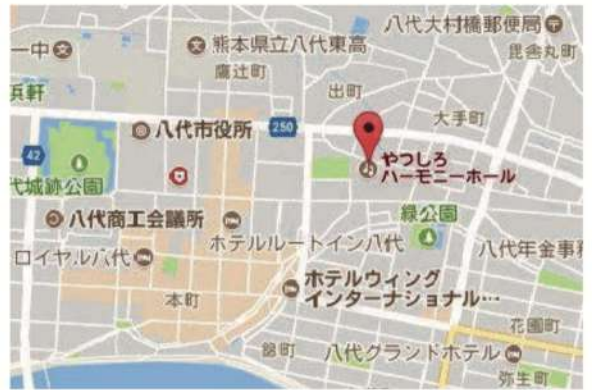 八代大村橋郵便局
一中
熊本県立八代東高
毘舎丸町
鷹辻町
浜軒
出町
大手町
八代市役所
250
42
やつしろ
ハーモニーホール
代城跡公園
八代商工会議所
緑公園
ホテルルートイン八代
八代年金事務
ロイヤル八代
ホテルウィング
インターナショナル…
本町
花園町
錦町
八代グランドホテル
弥生町